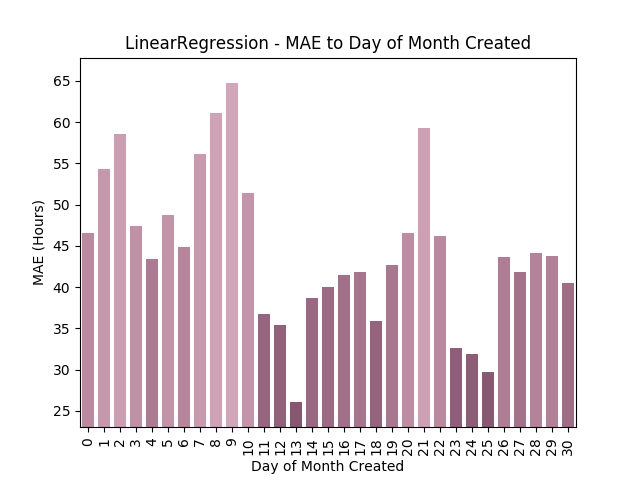 LinearRegression - MAE to Day of Month Created
MAE (Hours)
65
60
55
50
45
40
35
30
25
0 1 2 3 4 5 6 7 8 9 10 11 12 13 14 15 16 17 18 19 20 21 22 23 24 25 26 27 28 29 30
Day of Month Created